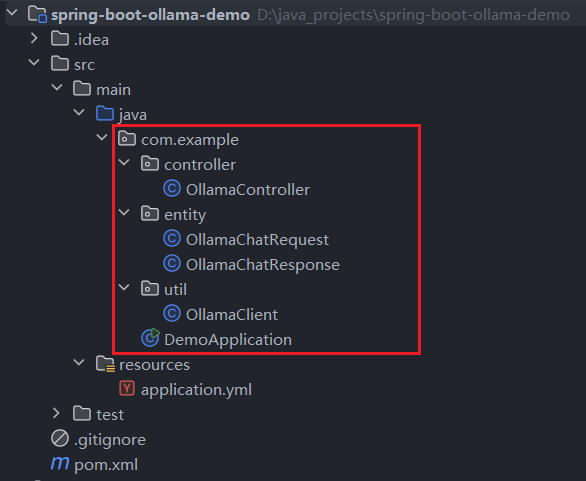 spring-boot-ollama-demo D:\java_projects\spring-boot-ollama-demo
.idea
src
main
java
com.example
controller
OllamaController
entity
OllamaChatRequest
OllamaChatResponse
util
OllamaClient
DemoApplication
resources
application.yml
test
.gitignore
pom.xml